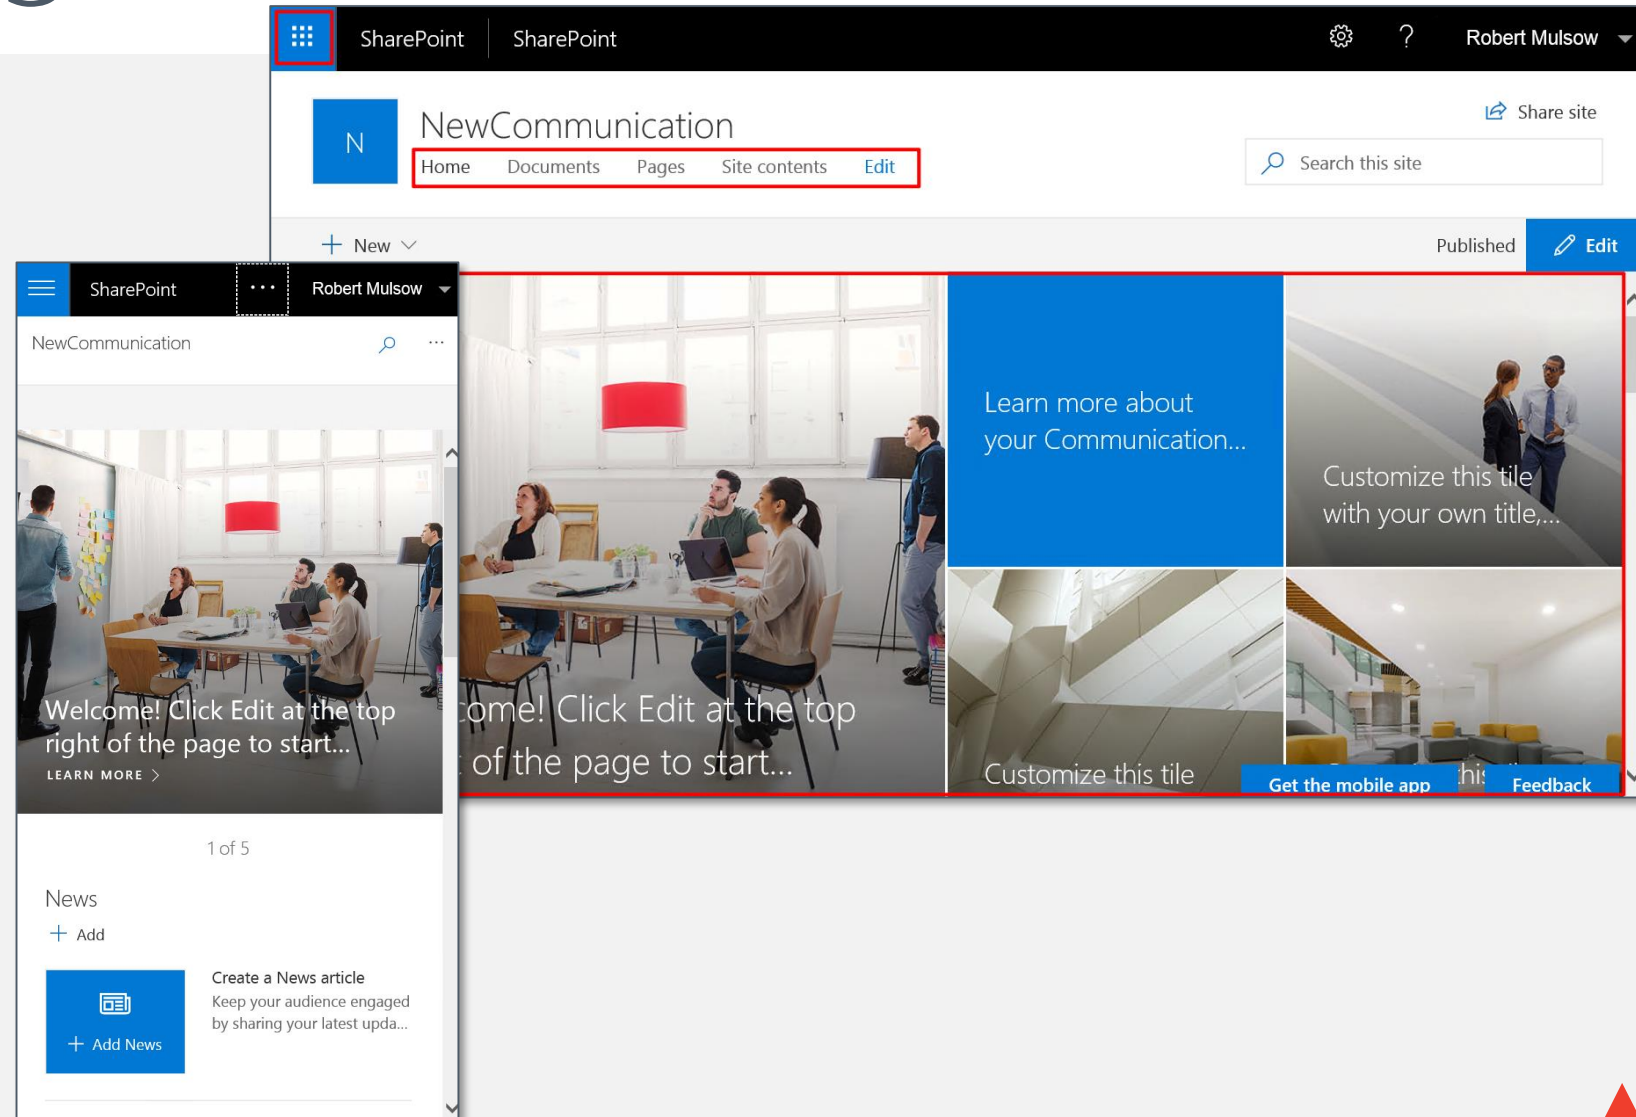 SharePoint SharePoint ? Robert Mulsow
Share site
N NewCommunication
Home Documents Pages Site contents Edit
Search this site
+ New Published Edit
Learn more about
your Communication...
Customize this tile
with your own title,...
come! Click Edit at the top
of the page to start...
Customize this tile
Get the mobile app Feedback
SharePoint ... Robert Mulsow
NewCommunication ...
Welcome! Click Edit at the top
right of the page to start...
LEARN MORE >
1 of 5
News
+ Add
Create a News article
Keep your audience engaged
by sharing your latest upda...
+ Add News